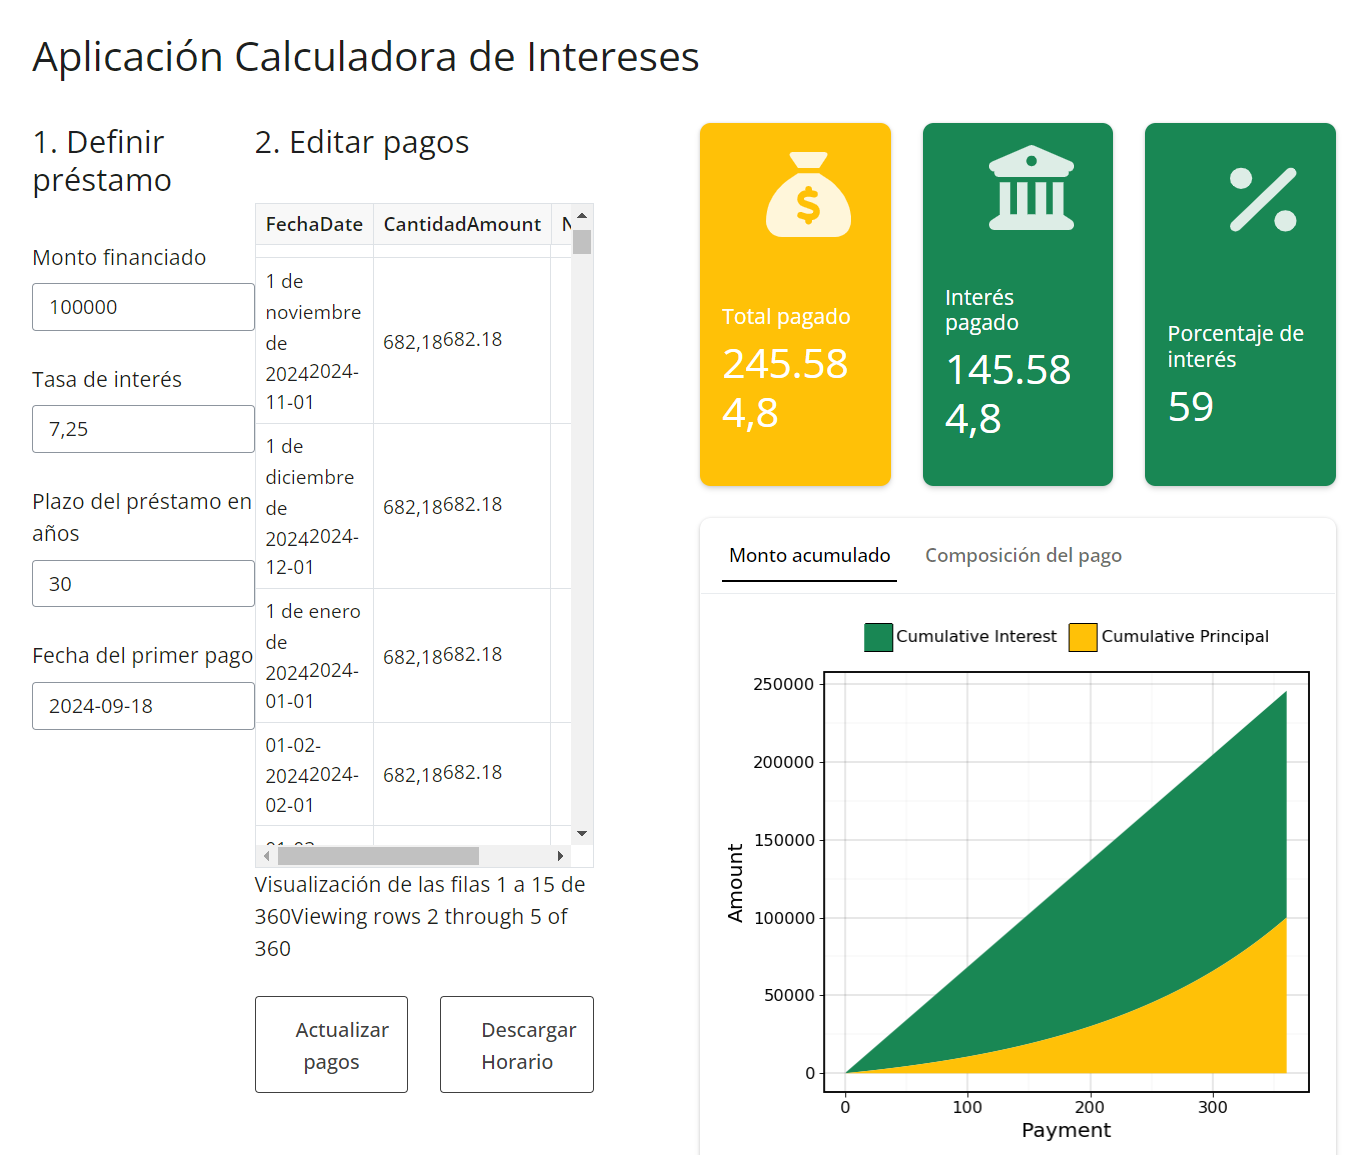 Aplicación Calculadora de Intereses
1. Definir
préstamo
Monto financiado
100000
Tasa de interés
7,25
Plazo del préstamo en
años
30
Fecha del primer pago
2024-09-18
2. Editar pagos
FechaDate CantidadAmount
1 de
noviembre
de
20242024-
11-01
682,18682.18
1 de
diciembre
de
20242024-
12-01
682,18682.18
1 de enero
de
20242024-
01-01
682,18682.18
01-02-
20242024-
02-01
682,18682.18
Visualización de las filas 1 a 15 de
360Viewing rows 2 through 5 of
360
Actualizar
pagos
Descargar
Horario
$
Total pagado
245.58
4,8
Interés
pagado
145.58
4,8
%
Porcentaje de
interés
59
Monto acumulado Composición del pago
Cumulative Interest Cumulative Principal
250000
200000
150000
100000
50000
0
Amount
0 100 200 300
Payment